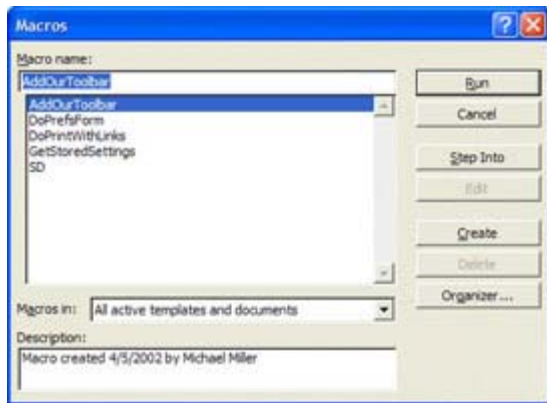 Macros
Macro name:
AddOurToolbar
AddOurToolbar
DoPrefsForm
DoPrintWithLinks
GetStoredSettings
SD
Run
Cancel
Step Into
Edit
Create
Delete
Organizer...
Macros in: All active templates and documents
Description:
Macro created 4/5/2002 by Michael Miller